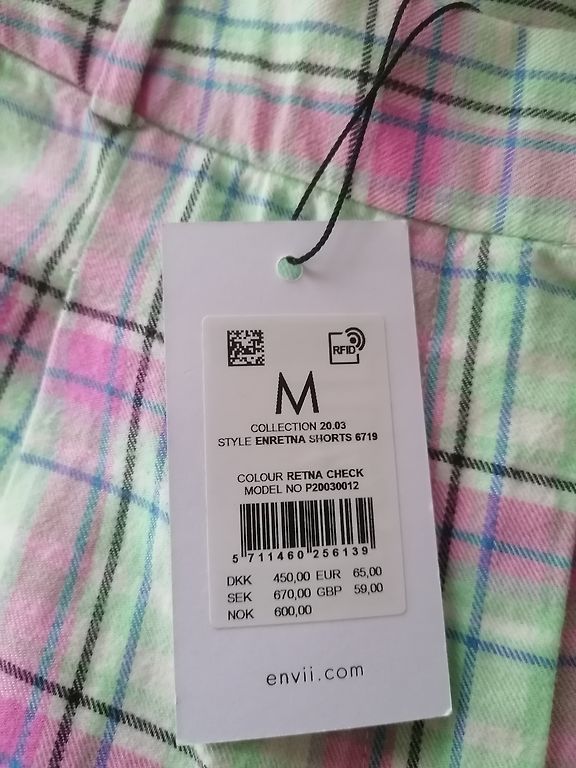 RFID
M
COLLECTION 20.03
STYLE ENRETNA SHORTS 6719
COLOUR RETNA CHECK
MODEL NO P20030012
5 711460 256139
DKK 450,00 EUR 65,00
SEK 670,00 GBP 59,00
NOK 600,00
envii.com